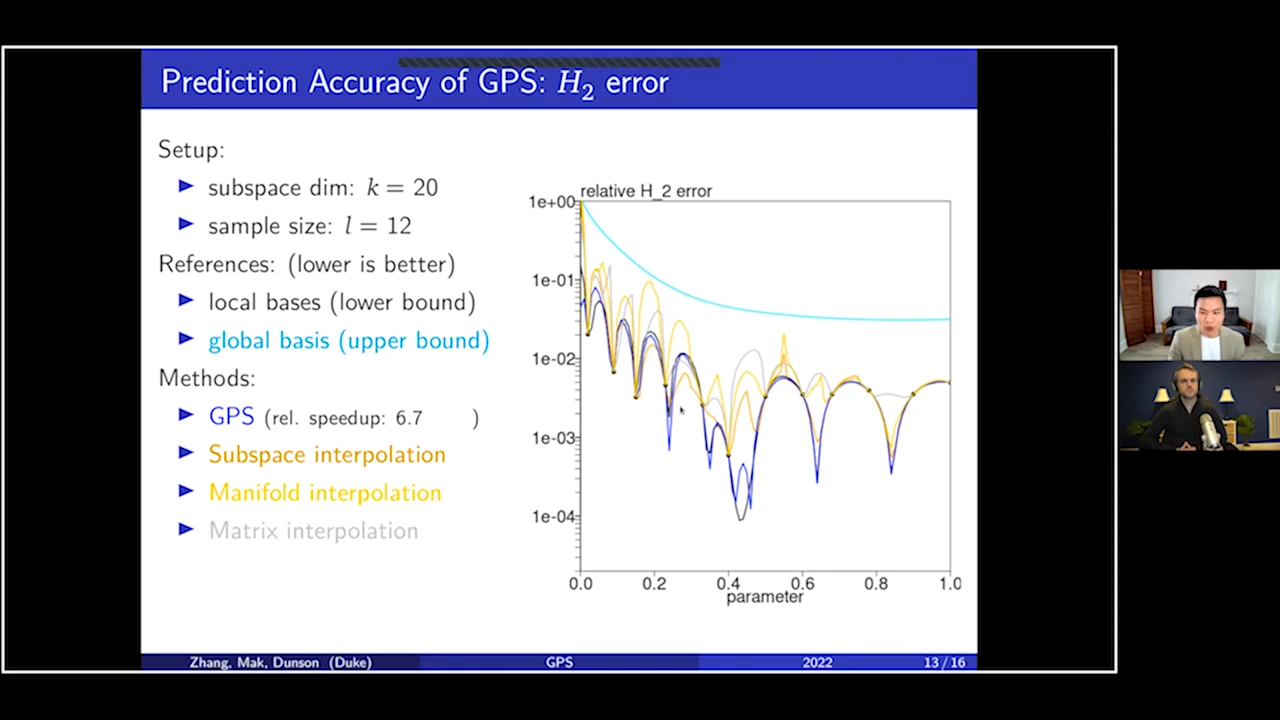 Prediction Accuracy of GPS: H₂ error
Setup:
subspace dim: k = 20
sample size: l = 12
References: (lower is better)
local bases (lower bound)
global basis (upper bound)
Methods:
GPS (rel. speedup: 6.7 )
Subspace interpolation
Manifold interpolation
Matrix interpolation
relative H_2 error
1e+00
1e-01
1e-02
1e-03
1e-04
0.0 0.2 0.4 0.6 0.8 1.0
parameter
Zhang, Mak, Dunson (Duke) GPS 2022 13 / 16